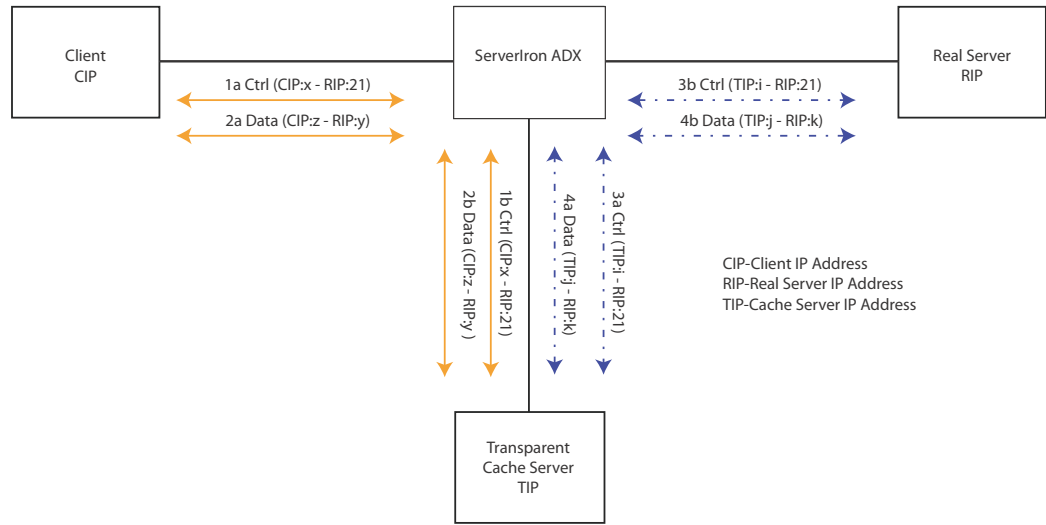 Client
CIP
ServerIron ADX
Real Server
RIP
1a Ctrl (CIP:x - RIP:21)
2a Data (CIP:z - RIP:y)
3b Ctrl (TIP:i - RIP:21)
4b Data (TIP:j - RIP:k)
2b Data (CIP:z - RIP:y )
1b Ctrl (CIP:x - RIP:21)
4a Data (TIP:j - RIP:k)
3a Ctrl (TIP:i - RIP:21)
CIP-Client IP Address
RIP-Real Server IP Address
TIP-Cache Server IP Address
Transparent
Cache Server
TIP